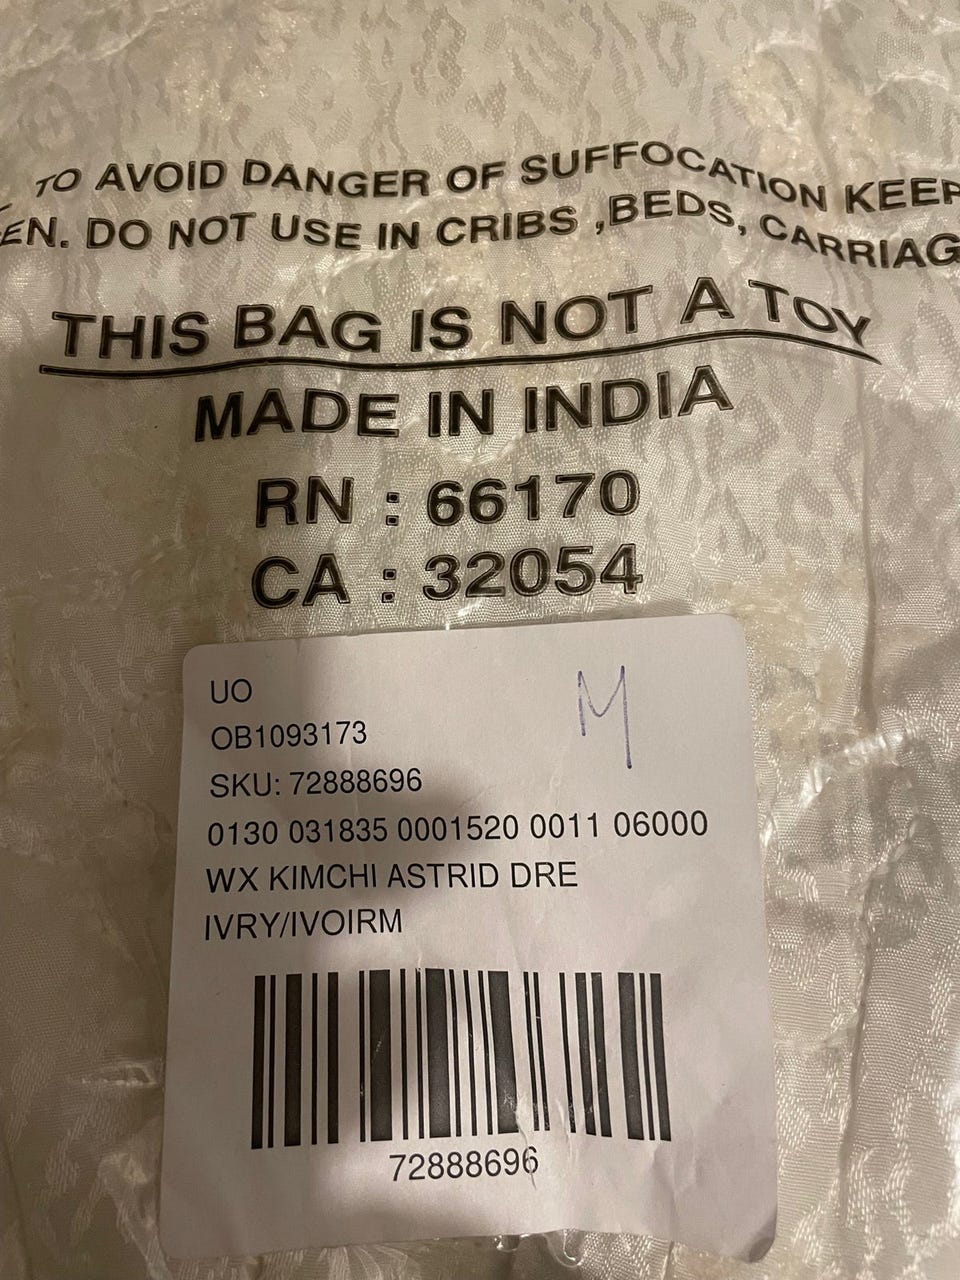 TO AVOID DANGER OF SUFFOCATION KEEP
EN. DO NOT USE IN CRIBS ,BEDS, CARRIAG
THIS BAG IS NOT A TOY
MADE IN INDIA
RN : 66170
CA : 32054
UO
M
OB1093173
SKU: 72888696
0130 031835 0001520 0011 06000
WX KIMCHI ASTRID DRE
IVRY/IVOIRM
72888696